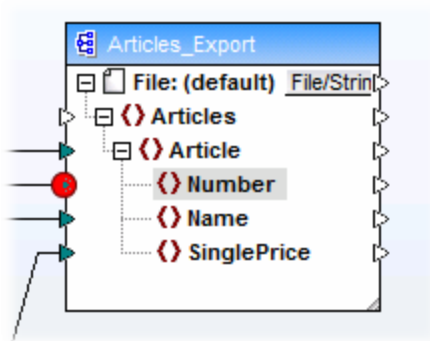 Articles_Export
File: (default) File/Strin
Articles
Article
Number
Name
SinglePrice